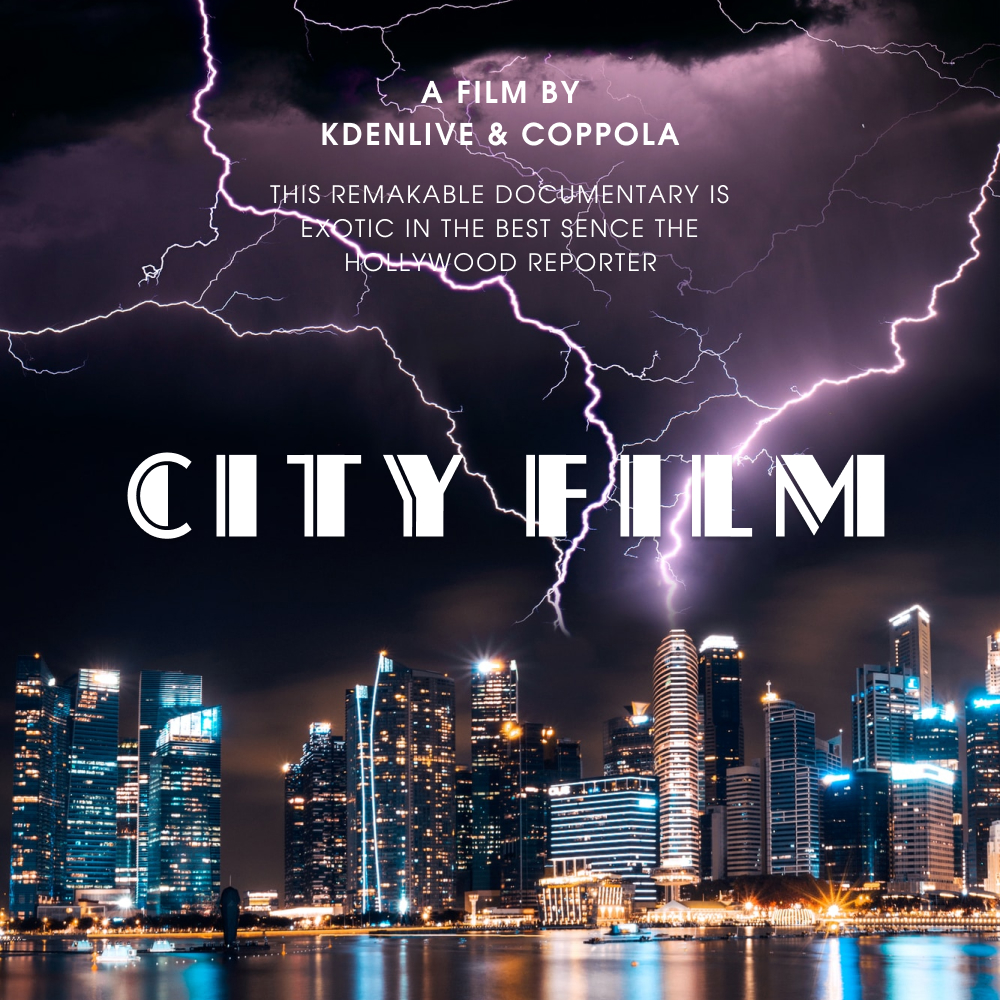 A FILM BY
KDENLIVE & COPPOLA
THIS REMAKABLE DOCUMENTARY IS
EXOTIC IN THE BEST SENCE THE
HOLLYWOOD REPORTER
CITY FILM